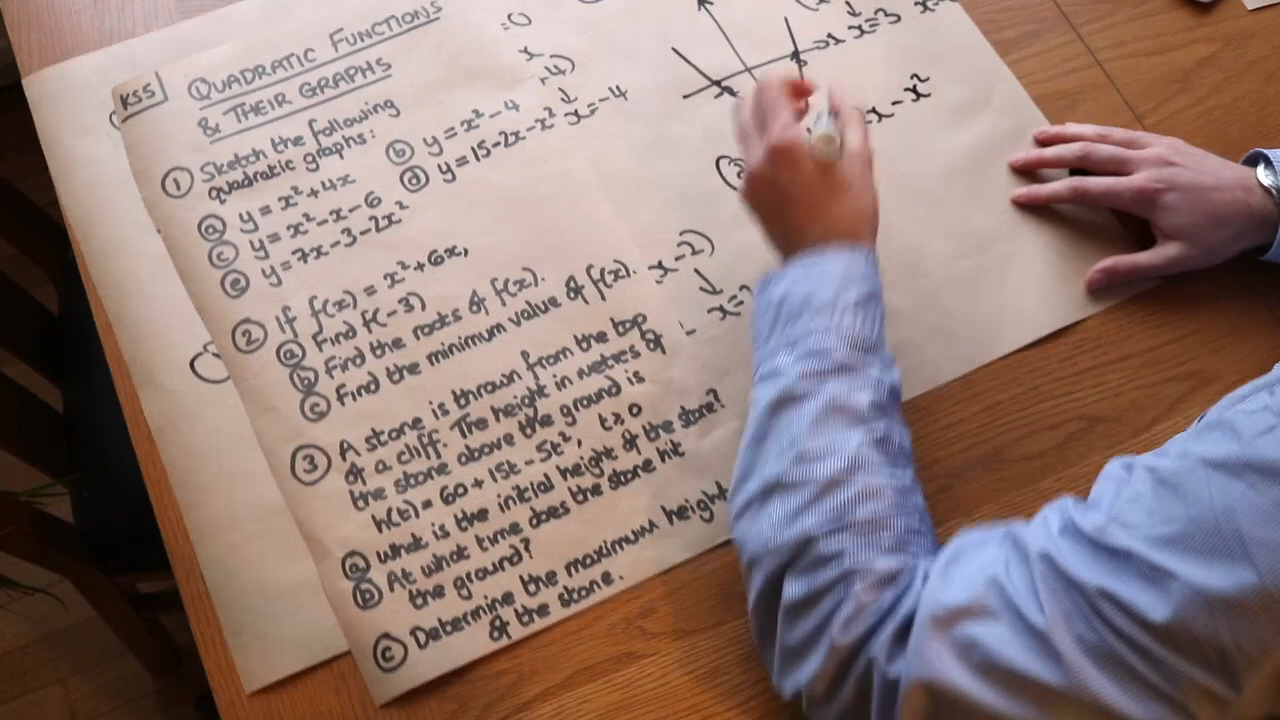 KS5
QUADRATIC FUNCTIONS
& THEIR GRAPHS
① Sketch the following
quadratic graphs:
ⓐ y = x² + 4x
ⓑ y = x² - 4
ⓒ y = x² - x - 6
ⓓ y = 15 - 2x - x²
ⓔ y = 7x - 3 - 2x²
② If f(x) = x² + 6x,
ⓐ Find f(-3)
ⓑ Find the roots of f(x).
ⓒ Find the minimum value of f(x).
③ A stone is thrown from the top
of a cliff. The height in metres of
the stone above the ground is
h(t) = 60 + 15t - 5t², t ≥ 0
ⓐ What is the initial height of the stone?
ⓑ At what time does the stone hit
the ground?
ⓒ Determine the maximum height
of the stone.
=0
x
-4)
↓
x=-4
x
↓
x=3
x - x²
x-2)
↓